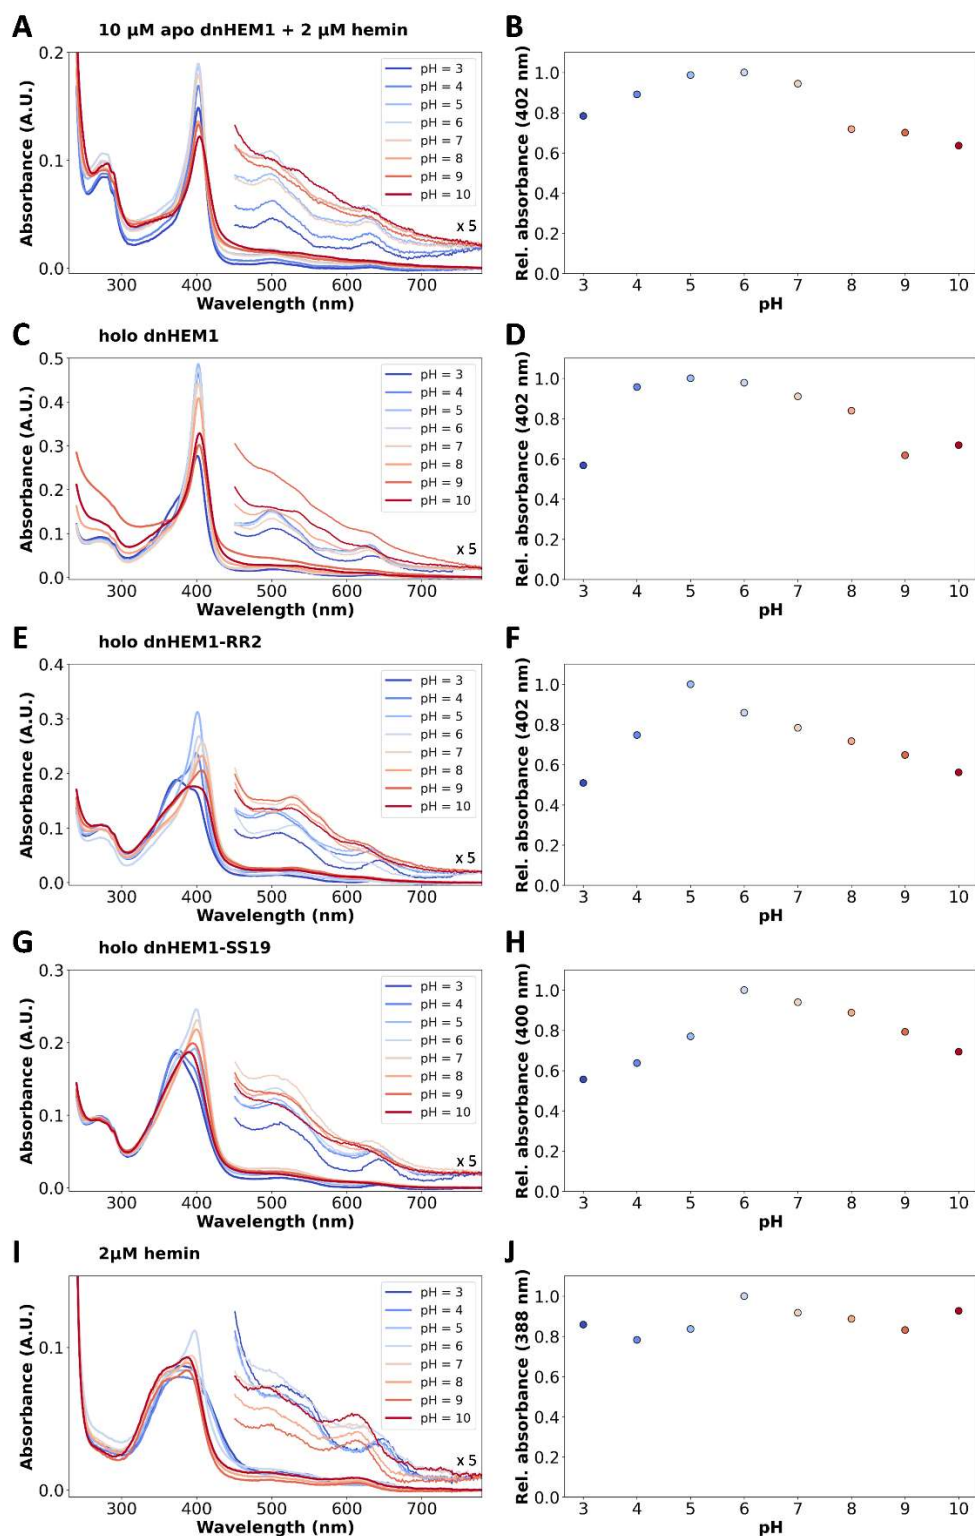 A 10 μM apo dnHEM1 + 2 μM hemin
0.2
0.1
0.0
Absorbance (A.U.)
300 400 500 600 700
Wavelength (nm)
pH = 3
pH = 4
pH = 5
pH = 6
pH = 7
pH = 8
pH = 9
pH = 10
x 5
B
Rel. absorbance (402 nm)
1.0
0.8
0.6
0.4
0.2
0.0
3 4 5 6 7 8 9 10
pH
C holo dnHEM1
0.5
0.4
0.3
0.2
0.1
0.0
Absorbance (A.U.)
300 400 500 600 700
Wavelength (nm)
pH = 3
pH = 4
pH = 5
pH = 6
pH = 7
pH = 8
pH = 9
pH = 10
x 5
D
Rel. absorbance (402 nm)
1.0
0.8
0.6
0.4
0.2
0.0
3 4 5 6 7 8 9 10
pH
E holo dnHEM1-RR2
0.4
0.3
0.2
0.1
0.0
Absorbance (A.U.)
300 400 500 600 700
Wavelength (nm)
pH = 3
pH = 4
pH = 5
pH = 6
pH = 7
pH = 8
pH = 9
pH = 10
x 5
F
Rel. absorbance (402 nm)
1.0
0.8
0.6
0.4
0.2
0.0
3 4 5 6 7 8 9 10
pH
G holo dnHEM1-SS19
0.3
0.2
0.1
0.0
Absorbance (A.U.)
300 400 500 600 700
Wavelength (nm)
pH = 3
pH = 4
pH = 5
pH = 6
pH = 7
pH = 8
pH = 9
pH = 10
x 5
H
Rel. absorbance (400 nm)
1.0
0.8
0.6
0.4
0.2
0.0
3 4 5 6 7 8 9 10
pH
I 2μM hemin
0.1
0.0
Absorbance (A.U.)
300 400 500 600 700
Wavelength (nm)
pH = 3
pH = 4
pH = 5
pH = 6
pH = 7
pH = 8
pH = 9
pH = 10
x 5
J
Rel. absorbance (388 nm)
1.0
0.8
0.6
0.4
0.2
0.0
3 4 5 6 7 8 9 10
pH